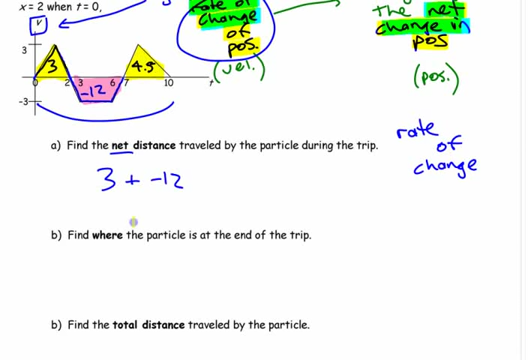 x = 2 when t = 0,
rate of
change
of
pos.
(vel.)
the net
change in
pos
(pos.)
v
3
3
4.5
0
2
3
6
7
10
t
-12
-3
a) Find the net distance traveled by the particle during the trip.
rate
of
change
3 + -12
b) Find where the particle is at the end of the trip.
b) Find the total distance traveled by the particle.